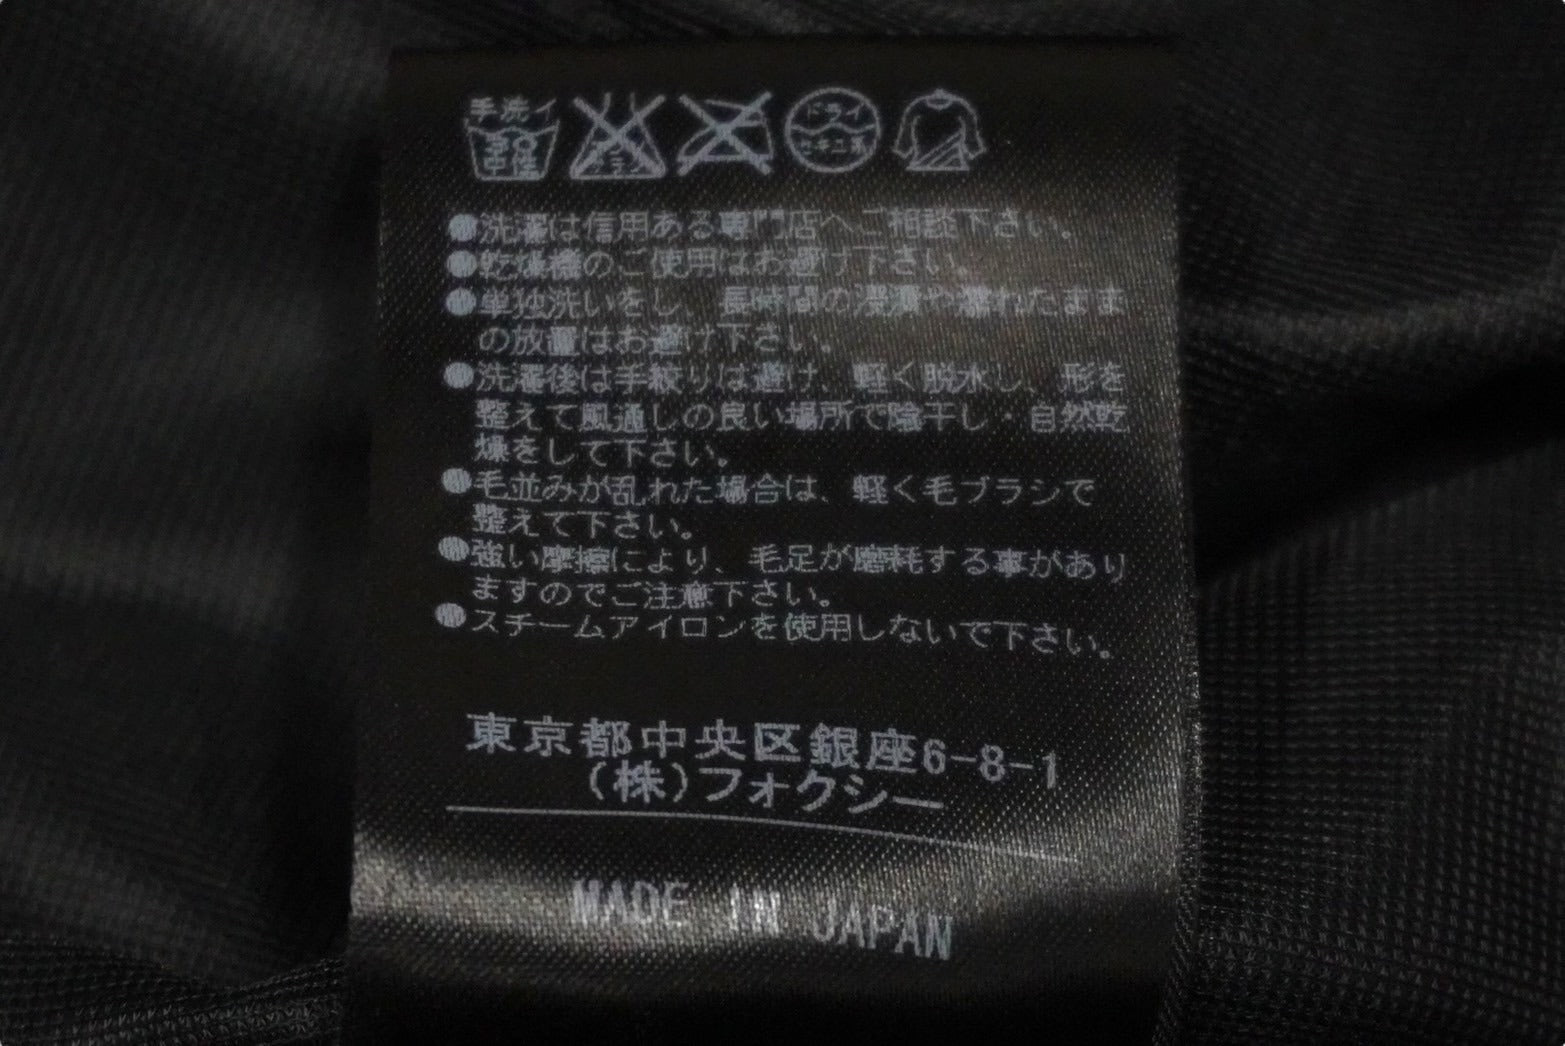 手洗イ
中性
ドライ
●洗濯は信用ある専門店へご相談下さい。
●乾燥機のご使用はお避け下さい。
●単独洗いをし、長時間の浸漬や濡れたまま
の放置はお避け下さい。
●洗濯後は手絞りは避け、軽く脱水し、形を
整えて風通しの良い場所で陰干し・自然乾
燥をして下さい。
●毛並みが乱れた場合は、軽く毛ブラシで
整えて下さい。
●強い摩擦により、毛足が磨耗する事があり
ますのでご注意下さい。
●スチームアイロンを使用しないで下さい。
東京都中央区銀座6-8-1
(株)フォクシー
MADE IN JAPAN